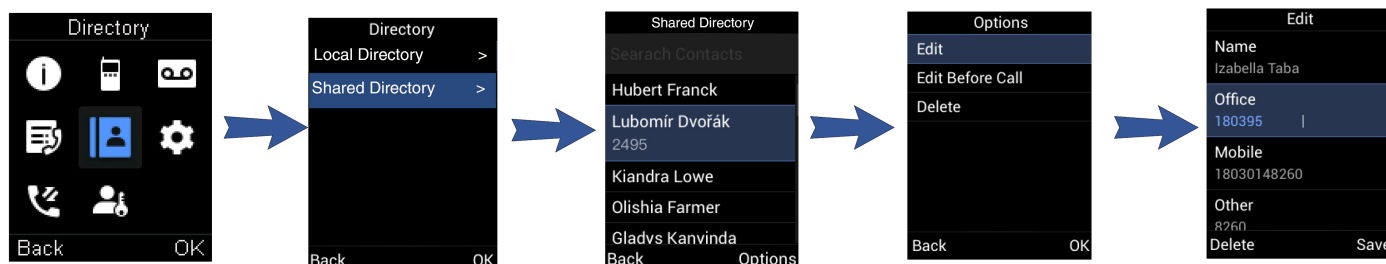 Directory
Back OK
Directory
Local Directory >
Shared Directory >
Back OK
Shared Directory
Searach Contacts
Hubert Franck
Lubomír Dvořák
2495
Kiandra Lowe
Olishia Farmer
Gladys Kanyinda
Back Options
Options
Edit
Edit Before Call
Delete
Back OK
Edit
Name
Izabella Taba
Office
180395
Mobile
18030148260
Other
8260
Delete Save